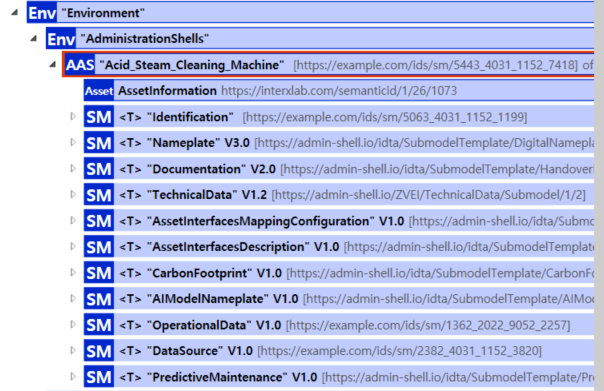 Env "Environment"
Env "AdministrationShells"
AAS "Acid_Steam_Cleaning_Machine" [https://example.com/ids/sm/5443_4031_1152_7418] of
Asset AssetInformation https://interxlab.com/semanticid/1/26/1073
SM <T> "Identification" [https://example.com/ids/sm/5063_4031_1152_1199]
SM <T> "Nameplate" V3.0 [https://admin-shell.io/idta/SubmodelTemplate/DigitalNamepla
SM <T> "Documentation" V2.0 [https://admin-shell.io/idta/SubmodelTemplate/Handover
SM <T> "TechnicalData" V1.2 [https://admin-shell.io/ZVEI/TechnicalData/Submodel/1/2]
SM <T> "AssetInterfacesMappingConfiguration" V1.0 [https://admin-shell.io/idta/Submo
SM <T> "AssetInterfacesDescription" V1.0 [https://admin-shell.io/idta/SubmodelTemplat
SM <T> "CarbonFootprint" V1.0 [https://admin-shell.io/idta/SubmodelTemplate/CarbonFo
SM <T> "AIModelNameplate" V1.0 [https://admin-shell.io/idta/SubmodelTemplate/AIMod
SM <T> "OperationalData" V1.0 [https://example.com/ids/sm/1362_2022_9052_2257]
SM <T> "DataSource" V1.0 [https://example.com/ids/sm/2382_4031_1152_3820]
SM <T> "PredictiveMaintenance" V1.0 [https://admin-shell.io/idta/SubmodelTemplate/Pr